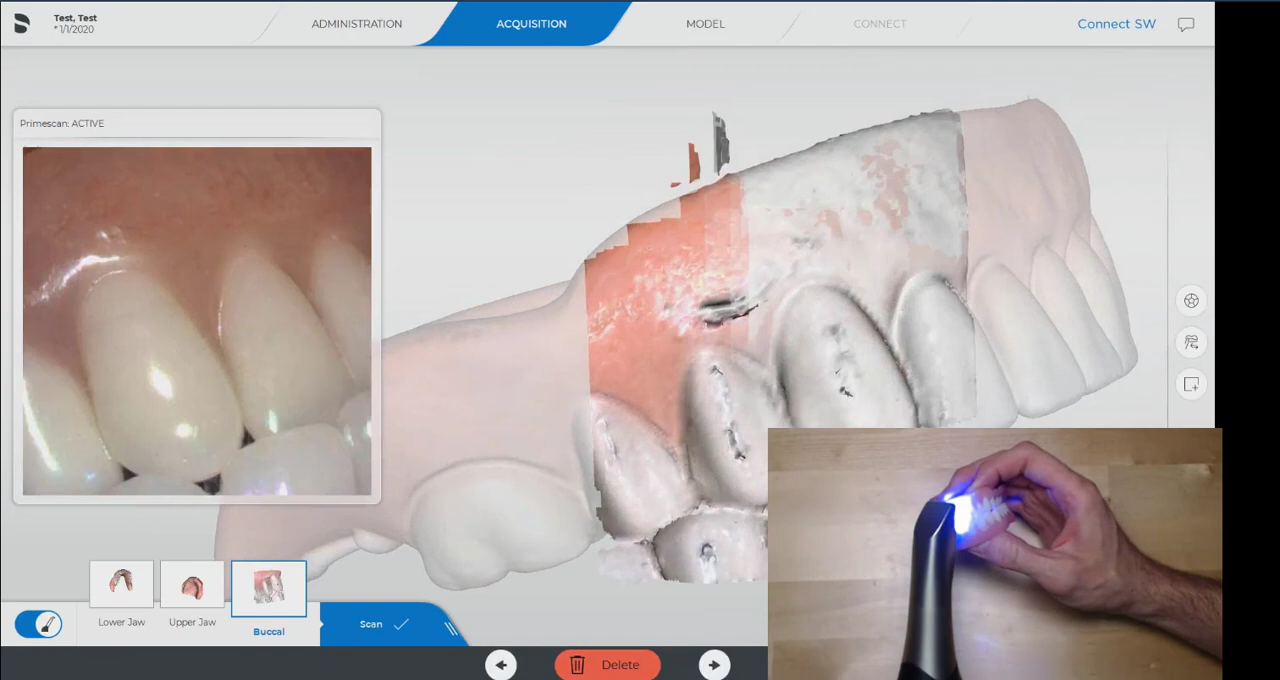 Test, Test
* 1/1/2020
ADMINISTRATION
ACQUISITION
MODEL
CONNECT
Connect SW
Primescan: ACTIVE
Lower Jaw
Upper Jaw
Buccal
Scan
Delete